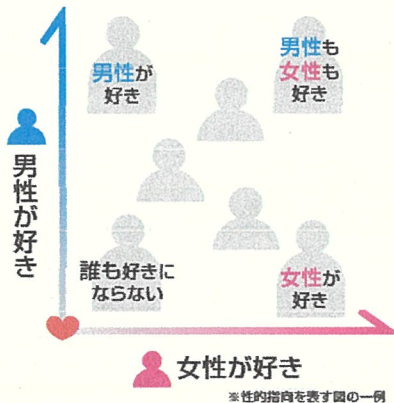 男性が
好き
男性も
女性も
好き
男性が好き
誰も好きに
ならない
女性が
好き
女性が好き
※性的指向を表す図の一例